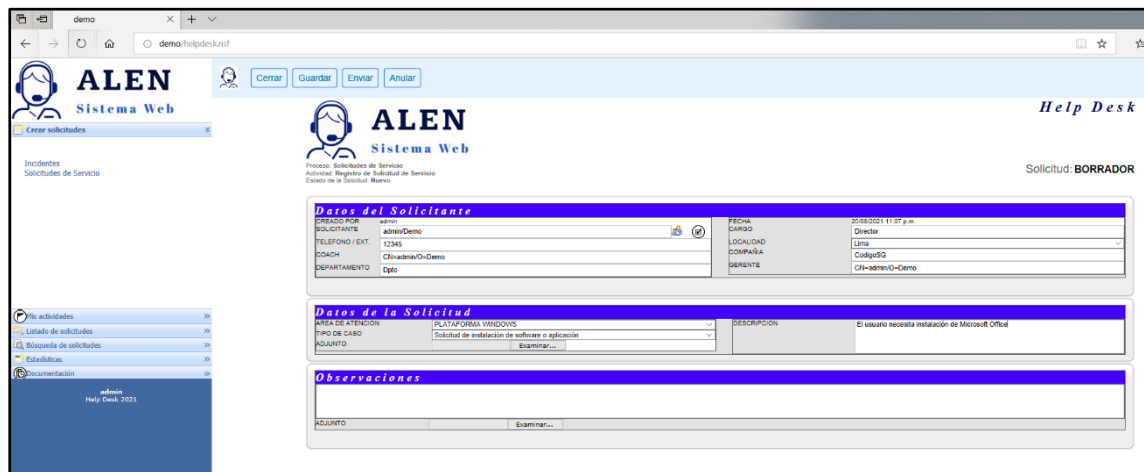 demo
demo/helpdesk.nsf
ALEN
Sistema Web
Crear solicitudes
Incidentes
Solicitudes de Servicio
Mis actividades
Listado de solicitudes
Búsqueda de solicitudes
Estadísticas
Documentación
admin
Help Desk 2021
Cerrar Guardar Enviar Anular
ALEN
Sistema Web
Help Desk
Proceso: Solicitudes de Servicio
Actividad: Registro de Solicitud de Servicio
Estado de la Solicitud: Nuevo
Solicitud: BORRADOR
Datos del Solicitante
CREADO POR admin FECHA 20/06/2021 11:07 p.m.
SOLICITANTE admin/Demo CARGO Director
TELEFONO / EXT. 12345 LOCALIDAD Lima
COACH CN=admin/O=Demo COMPAÑIA CodigoSG
DEPARTAMENTO Dpto GERENTE CN=admin/O=Demo
Datos de la Solicitud
AREA DE ATENCION PLATAFORMA WINDOWS DESCRIPCION El usuario necesita instalación de Microsoft Office
TIPO DE CASO Solicitud de instalación de software o aplicación
ADJUNTO Examinar...
Observaciones
ADJUNTO Examinar...